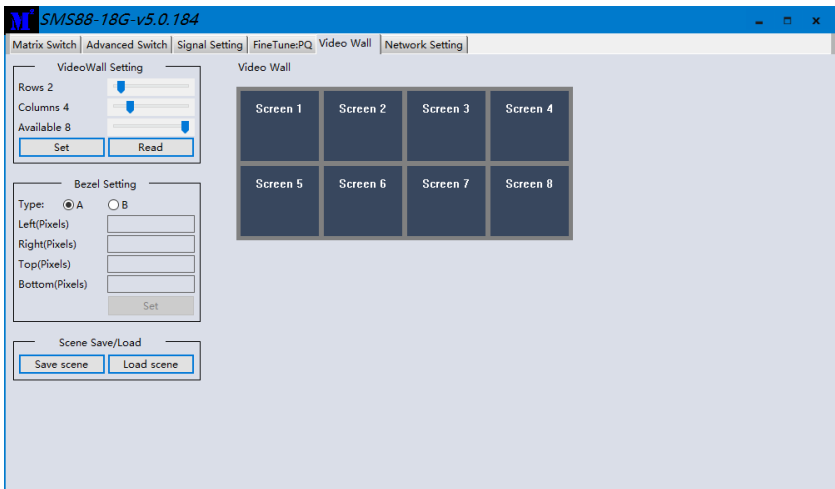 SMS88-18G-v5.0.184
Matrix Switch Advanced Switch Signal Setting FineTune:PQ Video Wall Network Setting
VideoWall Setting
Rows 2
Columns 4
Available 8
Set Read
Bezel Setting
Type: A B
Left(Pixels)
Right(Pixels)
Top(Pixels)
Bottom(Pixels)
Set
Scene Save/Load
Save scene Load scene
Video Wall
Screen 1 Screen 2 Screen 3 Screen 4
Screen 5 Screen 6 Screen 7 Screen 8